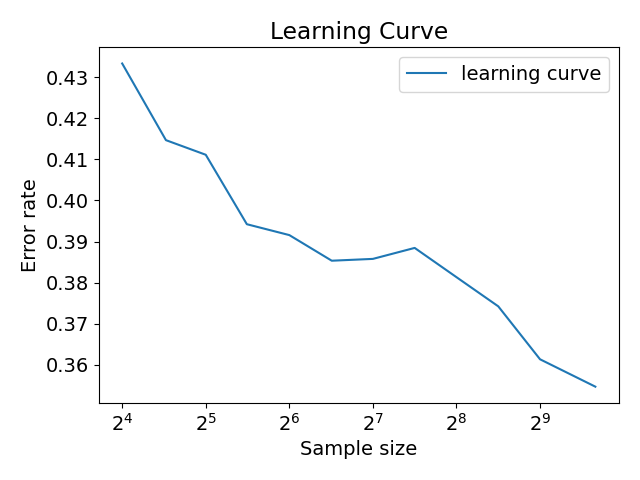 Learning Curve
learning curve
0.43
0.42
0.41
0.40
0.39
0.38
0.37
0.36
Error rate
2⁴ 2⁵ 2⁶ 2⁷ 2⁸ 2⁹
Sample size